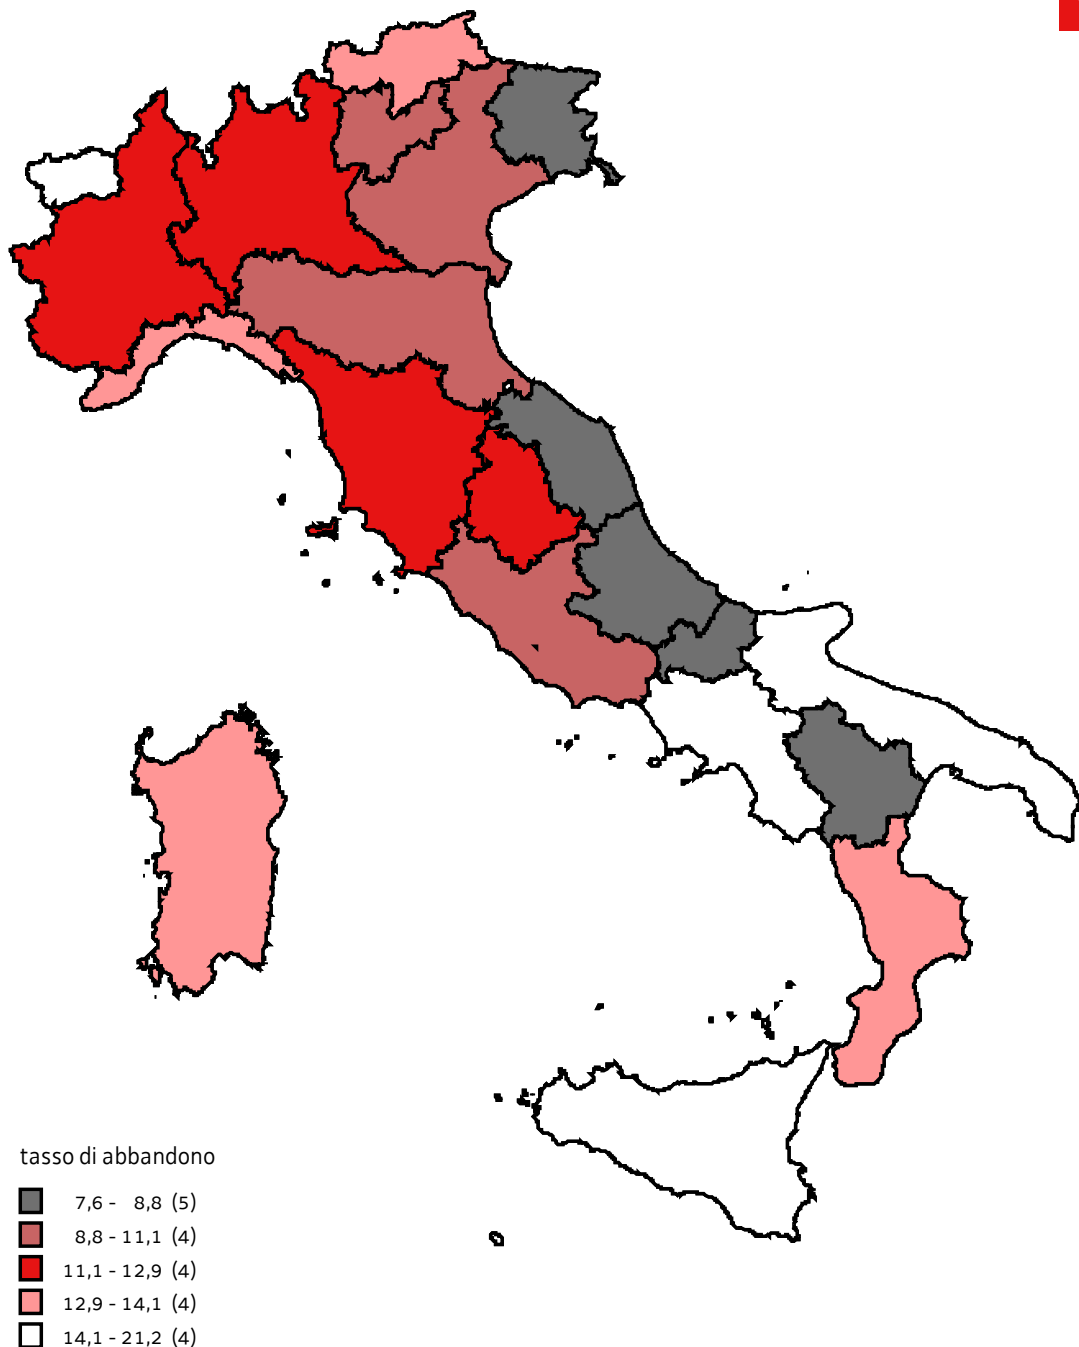 tasso di abbandono
7,6 - 8,8 (5)
8,8 - 11,1 (4)
11,1 - 12,9 (4)
12,9 - 14,1 (4)
14,1 - 21,2 (4)